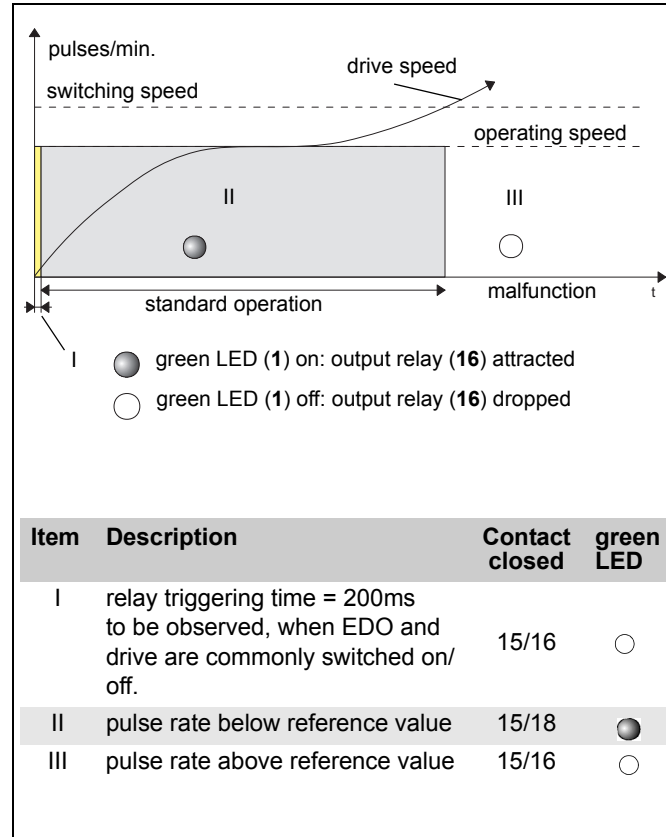 pulses/min.
drive speed
switching speed
operating speed
II
III
standard operation
malfunction
t
I
green LED (1) on: output relay (16) attracted
green LED (1) off: output relay (16) dropped
Item Description Contact closed green LED
I relay triggering time = 200ms
to be observed, when EDO and
drive are commonly switched on/
off.
15/16
II pulse rate below reference value 15/18
III pulse rate above reference value 15/16